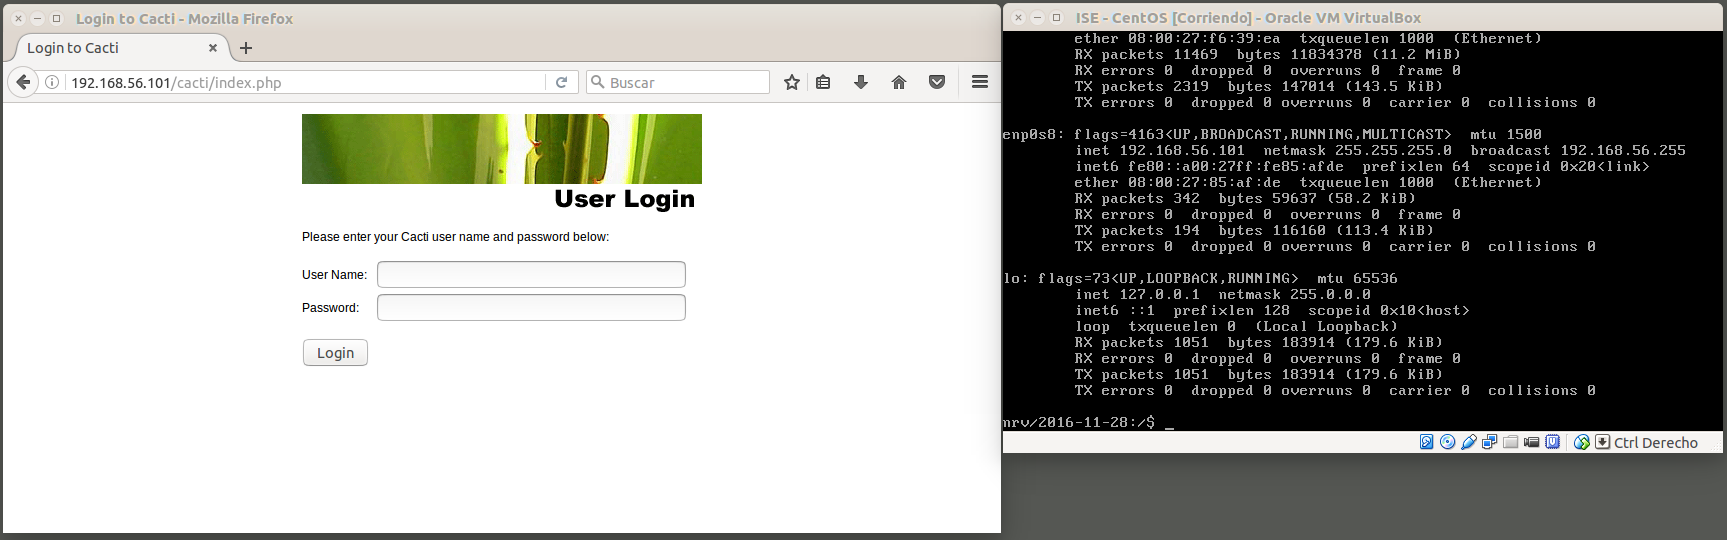 Login to Cacti - Mozilla Firefox
Login to Cacti
192.168.56.101/cacti/index.php
Buscar
User Login
Please enter your Cacti user name and password below:
User Name:
Password:
Login
ISE - CentOS [Corriendo] - Oracle VM VirtualBox
ether 08:00:27:f6:39:ea  txqueuelen 1000  (Ethernet)
RX packets 11469  bytes 11834378 (11.2 MiB)
RX errors 0  dropped 0  overruns 0  frame 0
TX packets 2319  bytes 147014 (143.5 KiB)
TX errors 0  dropped 0 overruns 0  carrier 0  collisions 0
enp0s8: flags=4163<UP,BROADCAST,RUNNING,MULTICAST>  mtu 1500
inet 192.168.56.101  netmask 255.255.255.0  broadcast 192.168.56.255
inet6 fe80::a00:27ff:fe85:afde  prefixlen 64  scopeid 0x20<link>
ether 08:00:27:85:af:de  txqueuelen 1000  (Ethernet)
RX packets 342  bytes 59637 (58.2 KiB)
RX errors 0  dropped 0  overruns 0  frame 0
TX packets 194  bytes 116160 (113.4 KiB)
TX errors 0  dropped 0 overruns 0  carrier 0  collisions 0
lo: flags=73<UP,LOOPBACK,RUNNING>  mtu 65536
inet 127.0.0.1  netmask 255.0.0.0
inet6 ::1  prefixlen 128  scopeid 0x10<host>
loop  txqueuelen 0  (Local Loopback)
RX packets 1051  bytes 183914 (179.6 KiB)
RX errors 0  dropped 0  overruns 0  frame 0
TX packets 1051  bytes 183914 (179.6 KiB)
TX errors 0  dropped 0 overruns 0  carrier 0  collisions 0
mrv/2016-11-28:/$ _
Ctrl Derecho